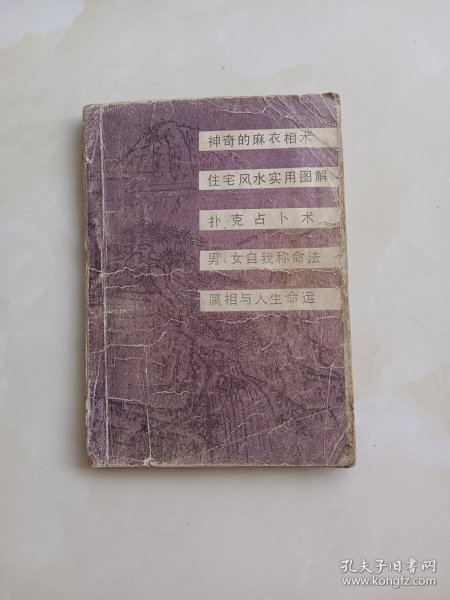 神奇的麻衣相术
住宅风水实用图解
扑克占卜术
男、女自我称命法
属相与人生命运
孔夫子旧书网
www.kongfz.com